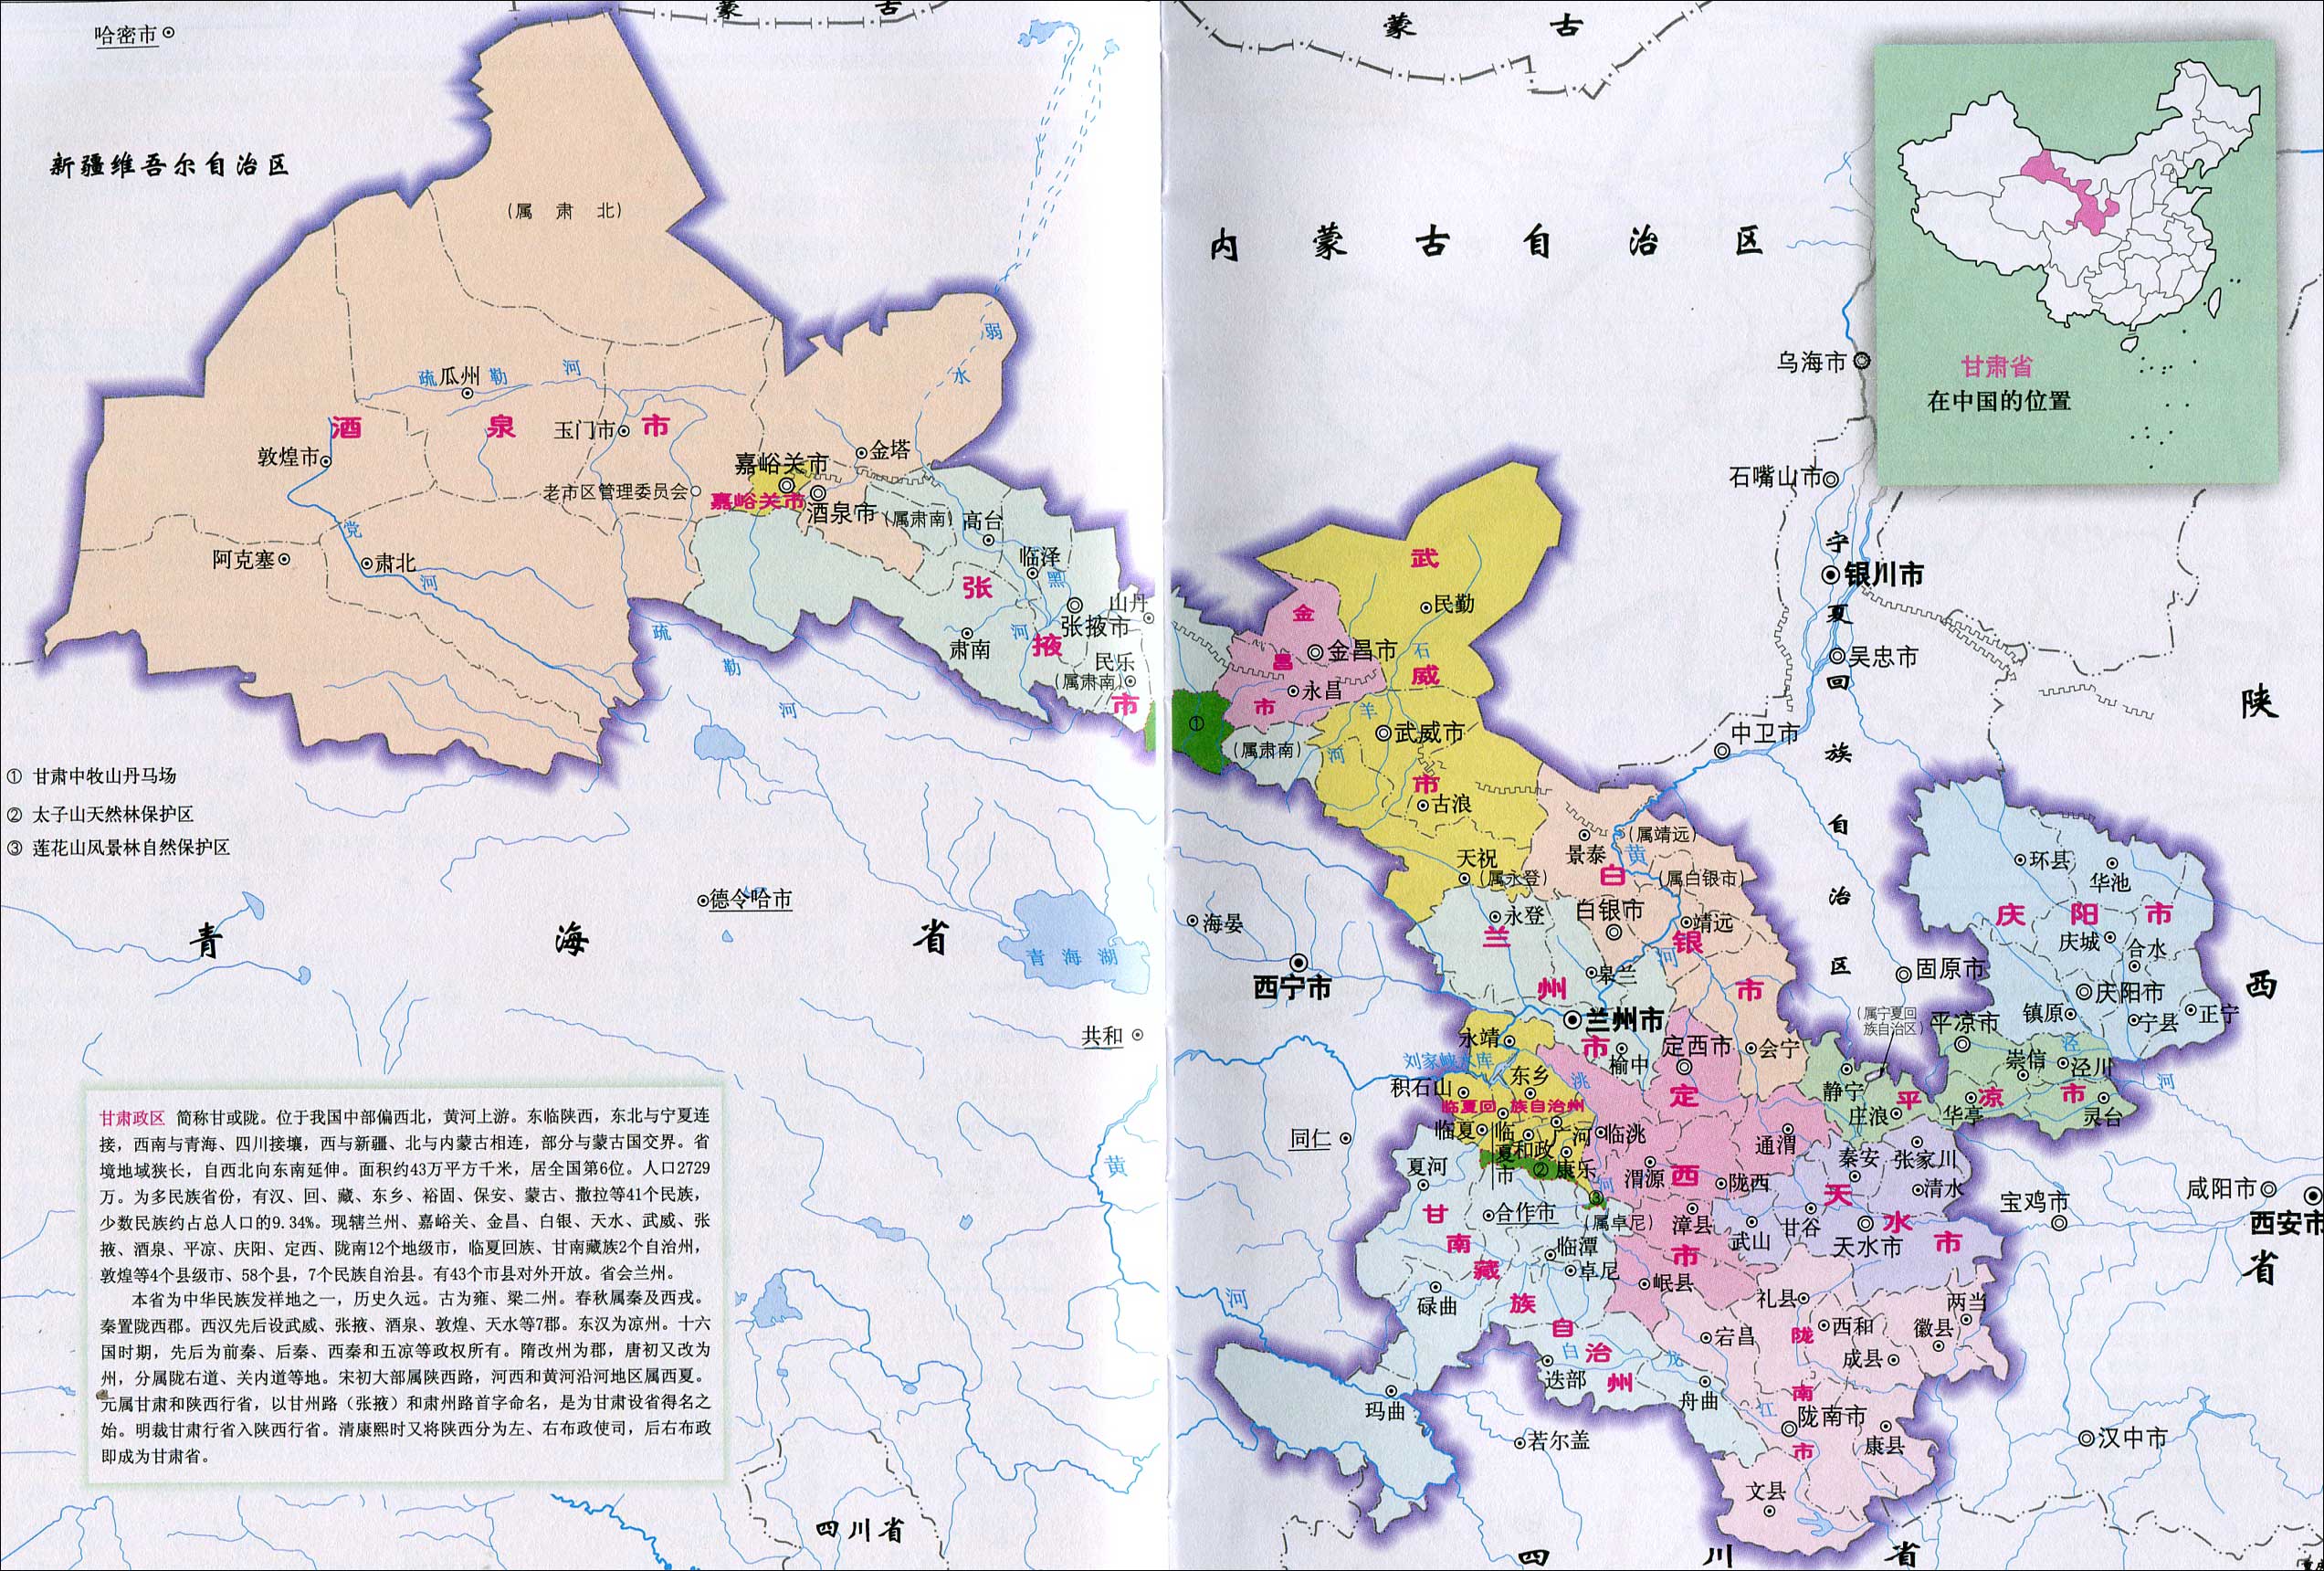 哈密市
蒙 古
蒙 古
新疆维吾尔自治区
(属 肃 北)
内 蒙 古 自 治 区
甘肃省
在中国的位置
弱
水
疏
瓜州
勒
河
酒 泉 市
敦煌市
玉门市
嘉峪关市
金塔
老市区管理委员会
嘉峪关市
酒泉市
(属肃南)
高台
党
河
阿克塞
肃北
临泽
黑
河
张
掖
市
山丹
张掖市
肃南
民乐
(属肃南)
疏
勒
河
乌海市
石嘴山市
宁
夏
回
族
自
治
区
银川市
吴忠市
中卫市
固原市
武
威
市
民勤
金
昌
市
金昌市
永昌
石
羊
河
①
(属肃南)
武威市
古浪
天祝
(属永登)
景泰
(属靖远)
黄
白
(属白银市)
白银市
靖远
银
河
市
永登
兰
皋兰
州
兰州市
市
榆中
会宁
定西市
定
西
市
① 甘肃中牧山丹马场
② 太子山天然林保护区
③ 莲花山风景林自然保护区
德令哈市
青 海 省
青海湖
共和
海晏
西宁市
同仁
黄
河
永靖
刘家峡水库
积石山
东乡
洮
河
临夏回族自治州
临夏
临夏市
和政
广河
康乐
②
③
临洮
渭源
陇西
通渭
漳县
岷县
(属卓尼)
夏河
合作市
临潭
卓尼
碌曲
玛曲
甘
南
藏
族
自
治
州
迭部
舟曲
白
龙
江
若尔盖
环县
华池
庆 阳 市
庆城
合水
庆阳市
镇原
宁县
正宁
(属宁夏回
族自治区)
平凉市
泾
河
崇信
泾川
静宁
庄浪
平 凉 市
华亭
灵台
秦安
张家川
清水
天 水 市
武山
甘谷
天水市
礼县
两当
西和
徽县
成县
宕昌
陇
南
市
陇南市
康县
文县
陕
西
省
宝鸡市
咸阳市
西安市
汉中市
四川省
四 川 省
甘肃政区 简称甘或陇。位于我国中部偏西北，黄河上游。东临陕西，东北与宁夏连
接，西南与青海、四川接壤，西与新疆、北与内蒙古相连，部分与蒙古国交界。省
境地域狭长，自西北向东南延伸。面积约43万平方千米，居全国第6位。人口2729
万。为多民族省份，有汉、回、藏、东乡、裕固、保安、蒙古、撒拉等41个民族，
少数民族约占总人口的9.34%。现辖兰州、嘉峪关、金昌、白银、天水、武威、张
掖、酒泉、平凉、庆阳、定西、陇南12个地级市，临夏回族、甘南藏族2个自治州，
敦煌等4个县级市、58个县，7个民族自治县。有43个市县对外开放。省会兰州。
本省为中华民族发祥地之一，历史久远。古为雍、梁二州。春秋属秦及西戎。
秦置陇西郡。西汉先后设武威、张掖、酒泉、敦煌、天水等7郡。东汉为凉州。十六
国时期，先后为前秦、后秦、西秦和五凉等政权所有。隋改州为郡，唐初又改为
州，分属陇右道、关内道等地。宋初大部属陕西路，河西和黄河沿河地区属西夏。
元属甘肃和陕西行省，以甘州路（张掖）和肃州路首字命名，是为甘肃设省得名之
始。明裁甘肃行省入陕西行省。清康熙时又将陕西分为左、右布政使司，后右布政
即成为甘肃省。